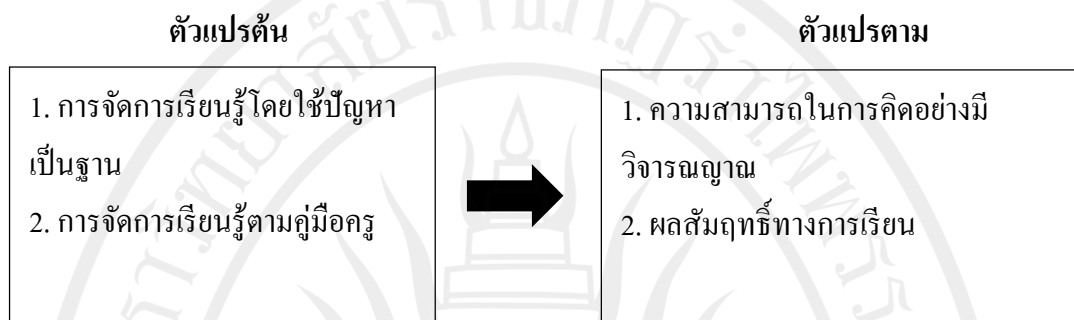 ตัวแปรต้น
ตัวแปรตาม
1. การจัดการเรียนรู้โดยใช้ปัญหา
เป็นฐาน
2. การจัดการเรียนรู้ตามคู่มือครู
1. ความสามารถในการคิดอย่างมี
วิจารณญาณ
2. ผลสัมฤทธิ์ทางการเรียน